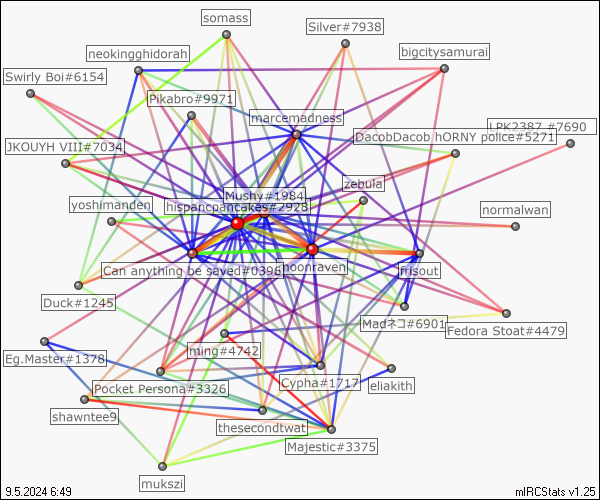 somass
Silver#7938
neokingghidorah
bigcitysamurai
Swirly Boi#6154
Pikabro#9971
marcemadness
LPK2387 #7690
DacobDacob hORNY police#5271
JKOUYH VIII#7034
Mushy#1984
zebula
yoshimanden
hispancpancakes#2928
normalwan
Can anything be saved#0396
moonraven
frisout
Duck#1245
Madネコ#6901
Fedora Stoat#4479
Eg.Master#1378
ming#4742
Pocket Persona#3326
Cypha#1717
eliakith
shawntee9
thesecondtwat
Majestic#3375
mukszi
9.5.2024 6:49
mIRCStats v1.25